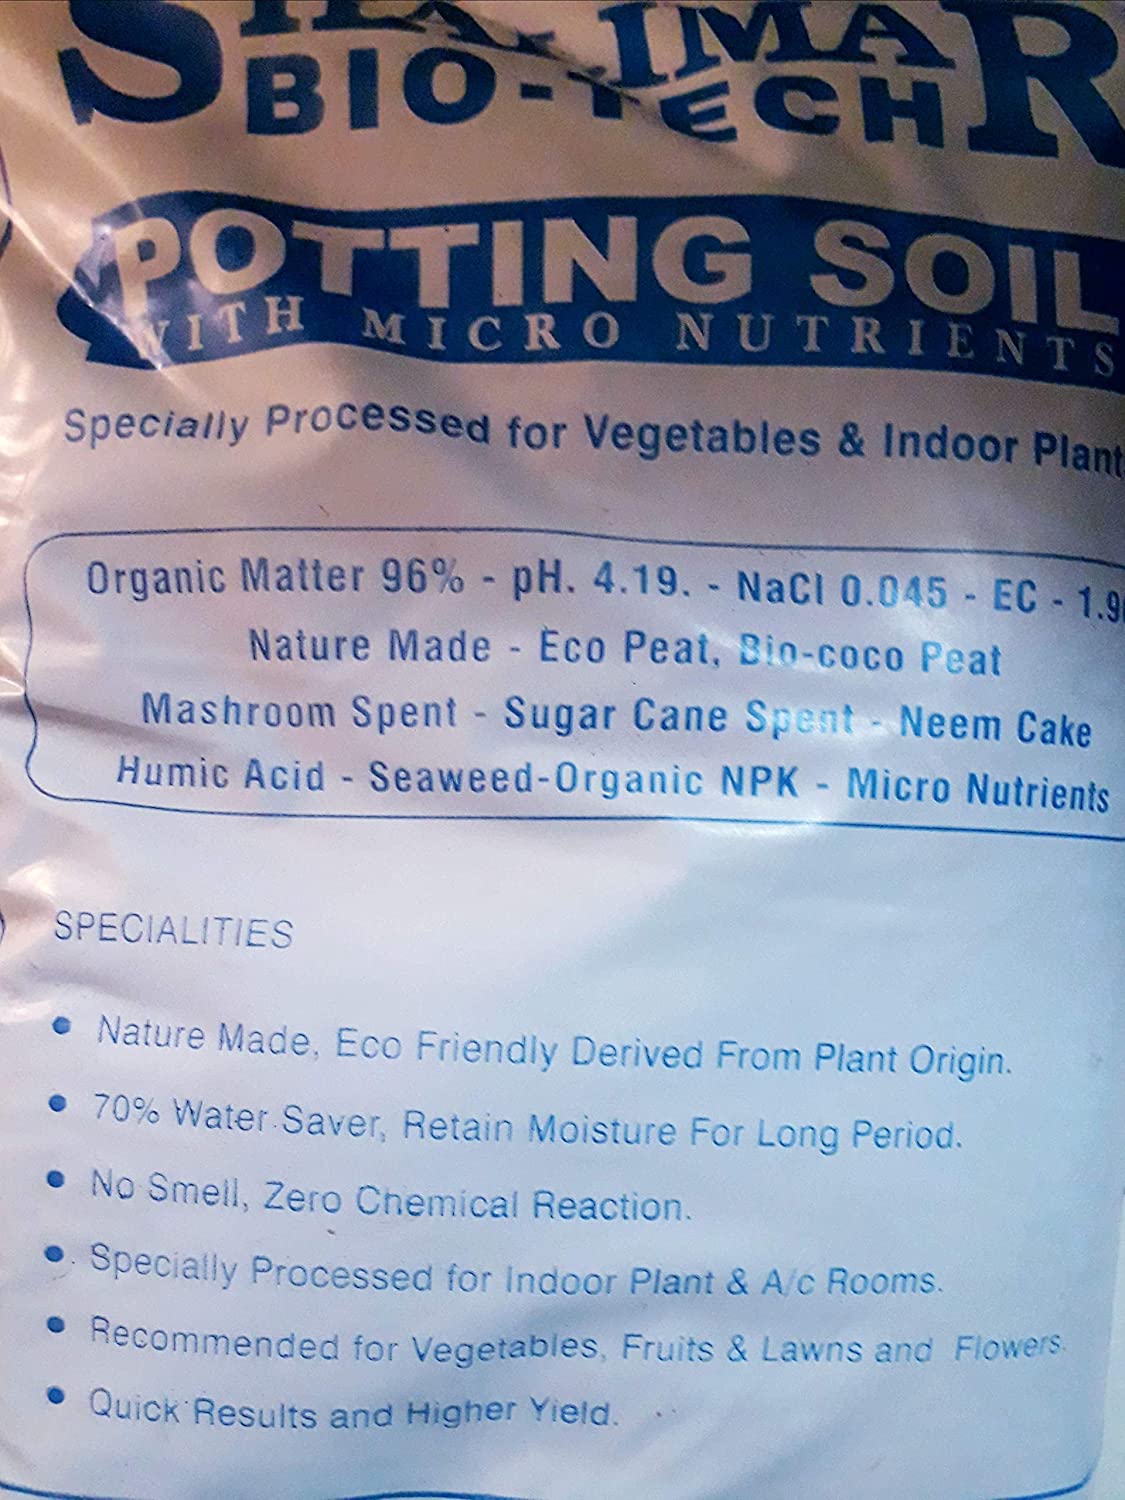 BIO-TECH
POTTING SOIL
WITH MICRO NUTRIENTS
Specially Processed for Vegetables & Indoor Plant
Organic Matter 96% - pH. 4.19. - NaCl 0.045 - EC - 1.9
Nature Made - Eco Peat, Bio-coco Peat
Mashroom Spent - Sugar Cane Spent - Neem Cake
Humic Acid - Seaweed-Organic NPK - Micro Nutrients
SPECIALITIES
• Nature Made, Eco Friendly Derived From Plant Origin.
• 70% Water Saver, Retain Moisture For Long Period.
• No Smell, Zero Chemical Reaction.
• Specially Processed for Indoor Plant & A/c Rooms.
• Recommended for Vegetables, Fruits & Lawns and Flowers.
• Quick Results and Higher Yield.